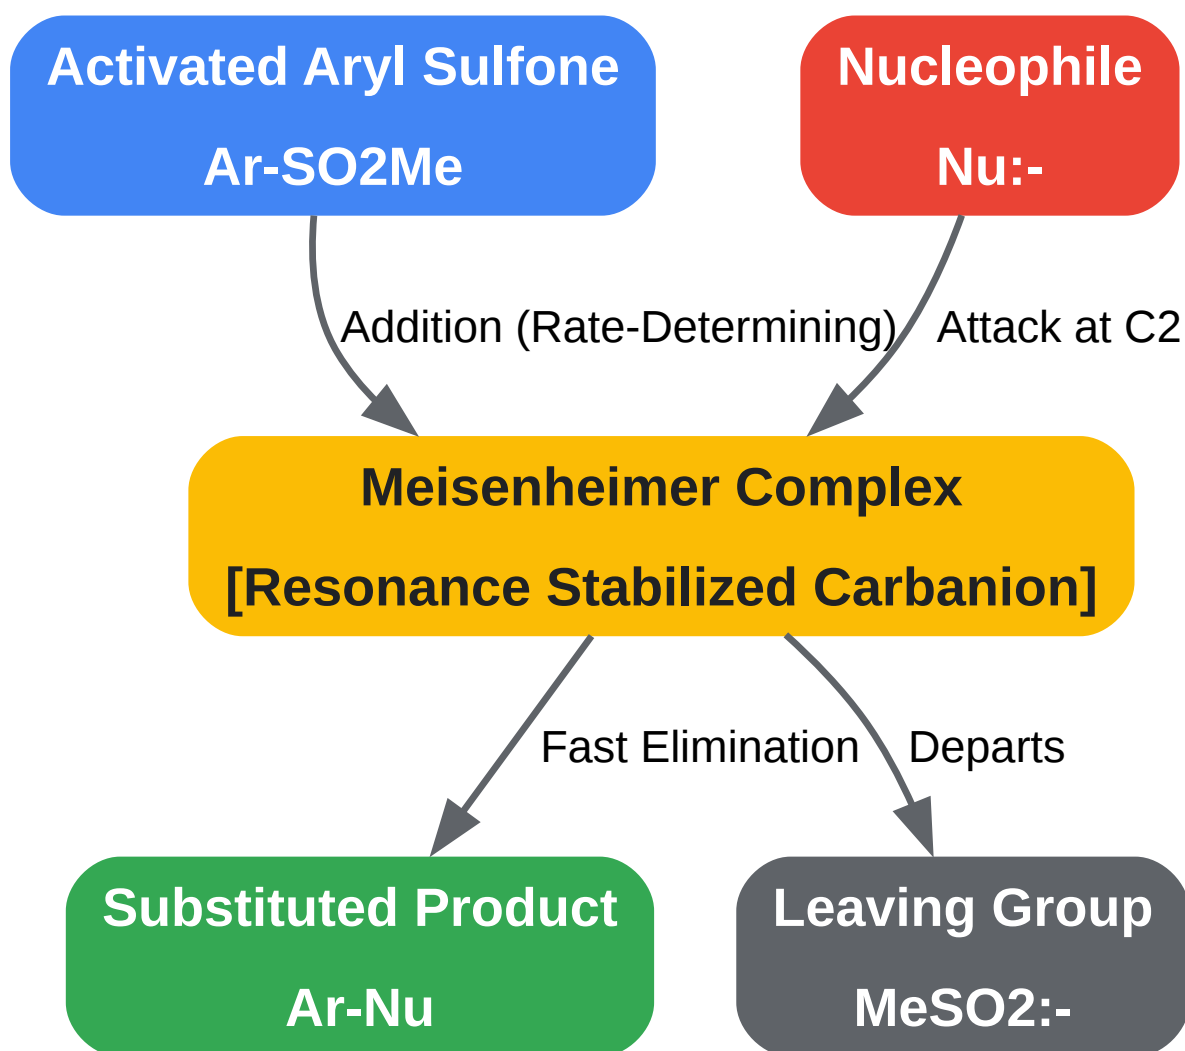 Activated Aryl Sulfone
Ar-SO2Me
Nucleophile
Nu:-
Addition (Rate-Determining)
Attack at C2
Meisenheimer Complex
[Resonance Stabilized Carbanion]
Fast Elimination
Departs
Substituted Product
Ar-Nu
Leaving Group
MeSO2:-